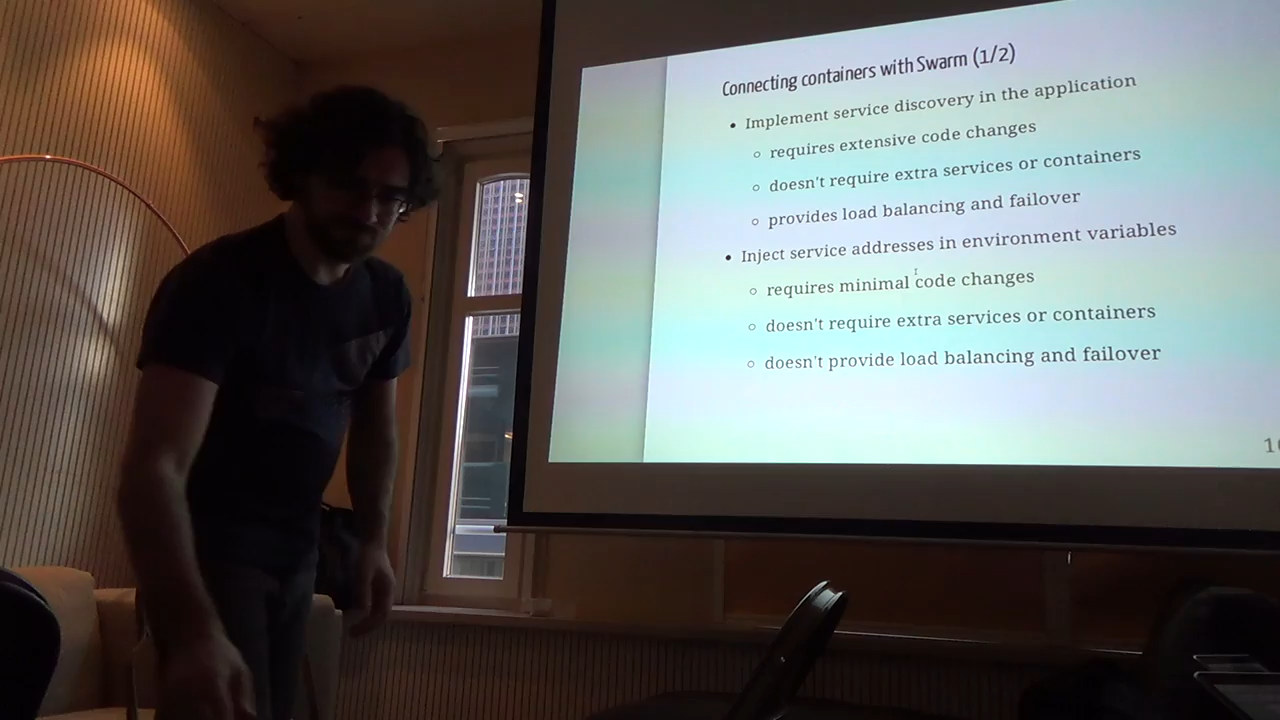 Connecting containers with Swarm (1/2)
• Implement service discovery in the application
◦ requires extensive code changes
◦ doesn't require extra services or containers
◦ provides load balancing and failover
• Inject service addresses in environment variables
◦ requires minimal code changes
◦ doesn't require extra services or containers
◦ doesn't provide load balancing and failover